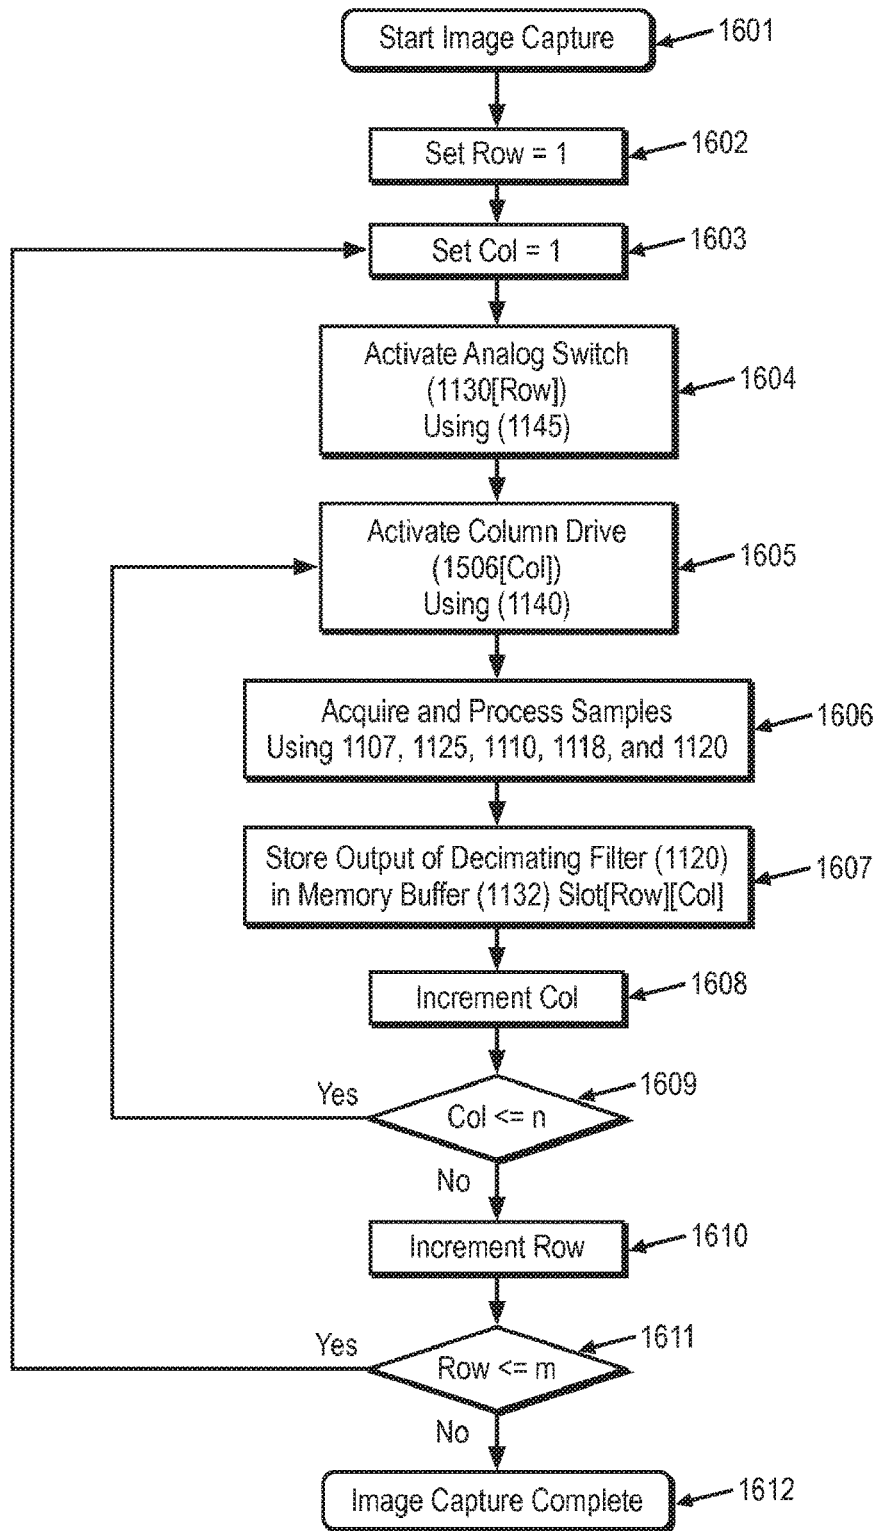 Start Image Capture
1601
Set Row = 1
1602
Set Col = 1
1603
Activate Analog Switch
(1130[Row])
Using (1145)
1604
Activate Column Drive
(1506[Col])
Using (1140)
1605
Acquire and Process Samples
Using 1107, 1125, 1110, 1118, and 1120
1606
Store Output of Decimating Filter (1120)
in Memory Buffer (1132) Slot[Row][Col]
1607
Increment Col
1608
Yes
Col <= n
1609
No
Increment Row
1610
Yes
Row <= m
1611
No
Image Capture Complete
1612